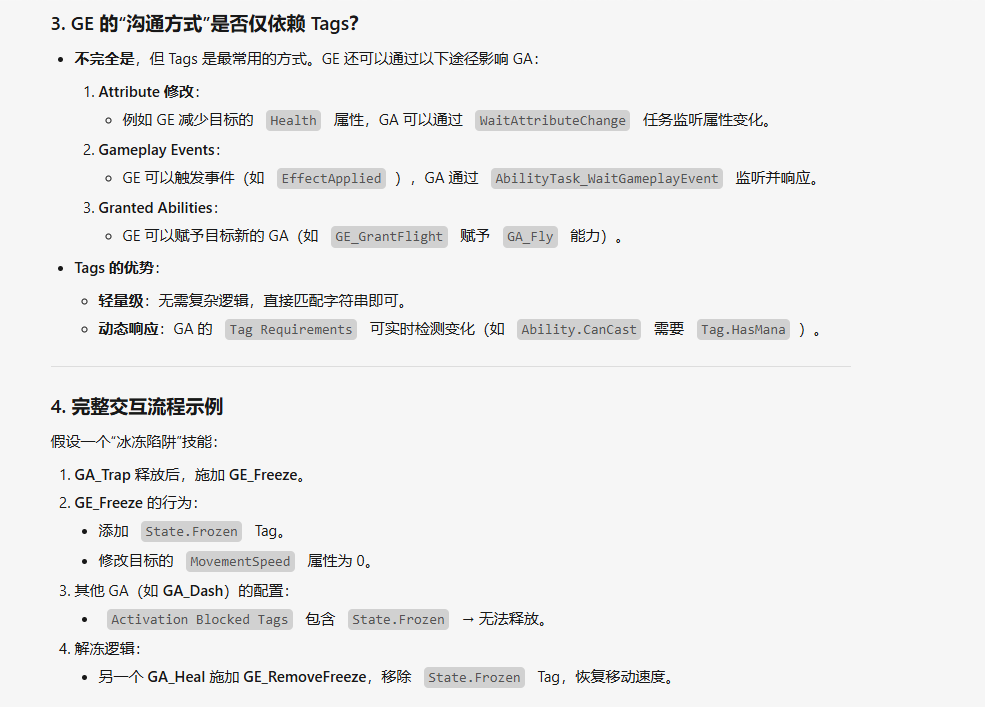 3. GE 的“沟通方式”是否仅依赖 Tags?
• 不完全是，但 Tags 是最常用的方式。GE 还可以通过以下途径影响 GA：
1. Attribute 修改：
○ 例如 GE 减少目标的 Health 属性，GA 可以通过 WaitAttributeChange 任务监听属性变化。
2. Gameplay Events：
○ GE 可以触发事件（如 EffectApplied ），GA 通过 AbilityTask_WaitGameplayEvent 监听并响应。
3. Granted Abilities：
○ GE 可以赋予目标新的 GA（如 GE_GrantFlight 赋予 GA_Fly 能力）。
• Tags 的优势：
○ 轻量级：无需复杂逻辑，直接匹配字符串即可。
○ 动态响应：GA 的 Tag Requirements 可实时检测变化（如 Ability.CanCast 需要 Tag.HasMana ）。
4. 完整交互流程示例
假设一个“冰冻陷阱”技能：
1. GA_Trap 释放后，施加 GE_Freeze。
2. GE_Freeze 的行为：
• 添加 State.Frozen Tag。
• 修改目标的 MovementSpeed 属性为 0。
3. 其他 GA（如 GA_Dash）的配置：
• Activation Blocked Tags 包含 State.Frozen → 无法释放。
4. 解冻逻辑：
• 另一个 GA_Heal 施加 GE_RemoveFreeze，移除 State.Frozen Tag，恢复移动速度。